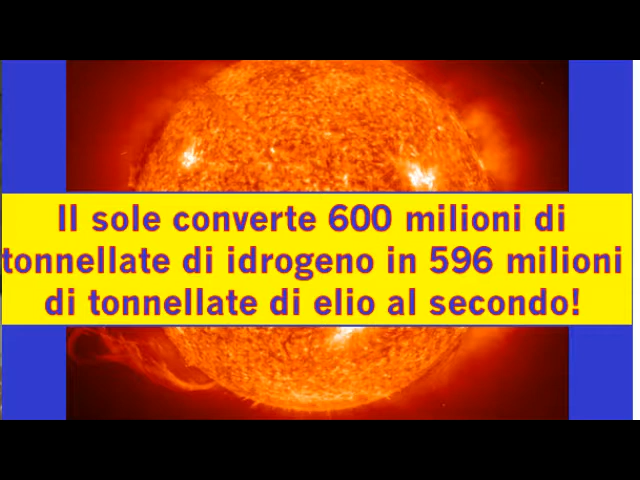 Il sole converte 600 milioni di
tonnellate di idrogeno in 596 milioni
di tonnellate di elio al secondo!